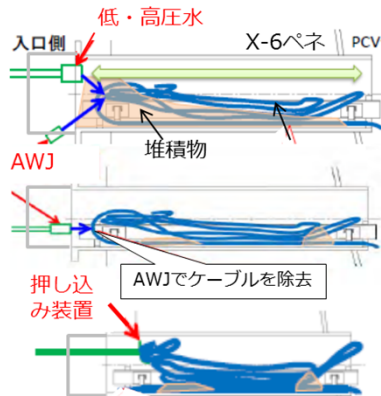 低・高圧水
入口側
X-6ペネ
PCV
堆積物
AWJ
AWJでケーブルを除去
押し込
み装置